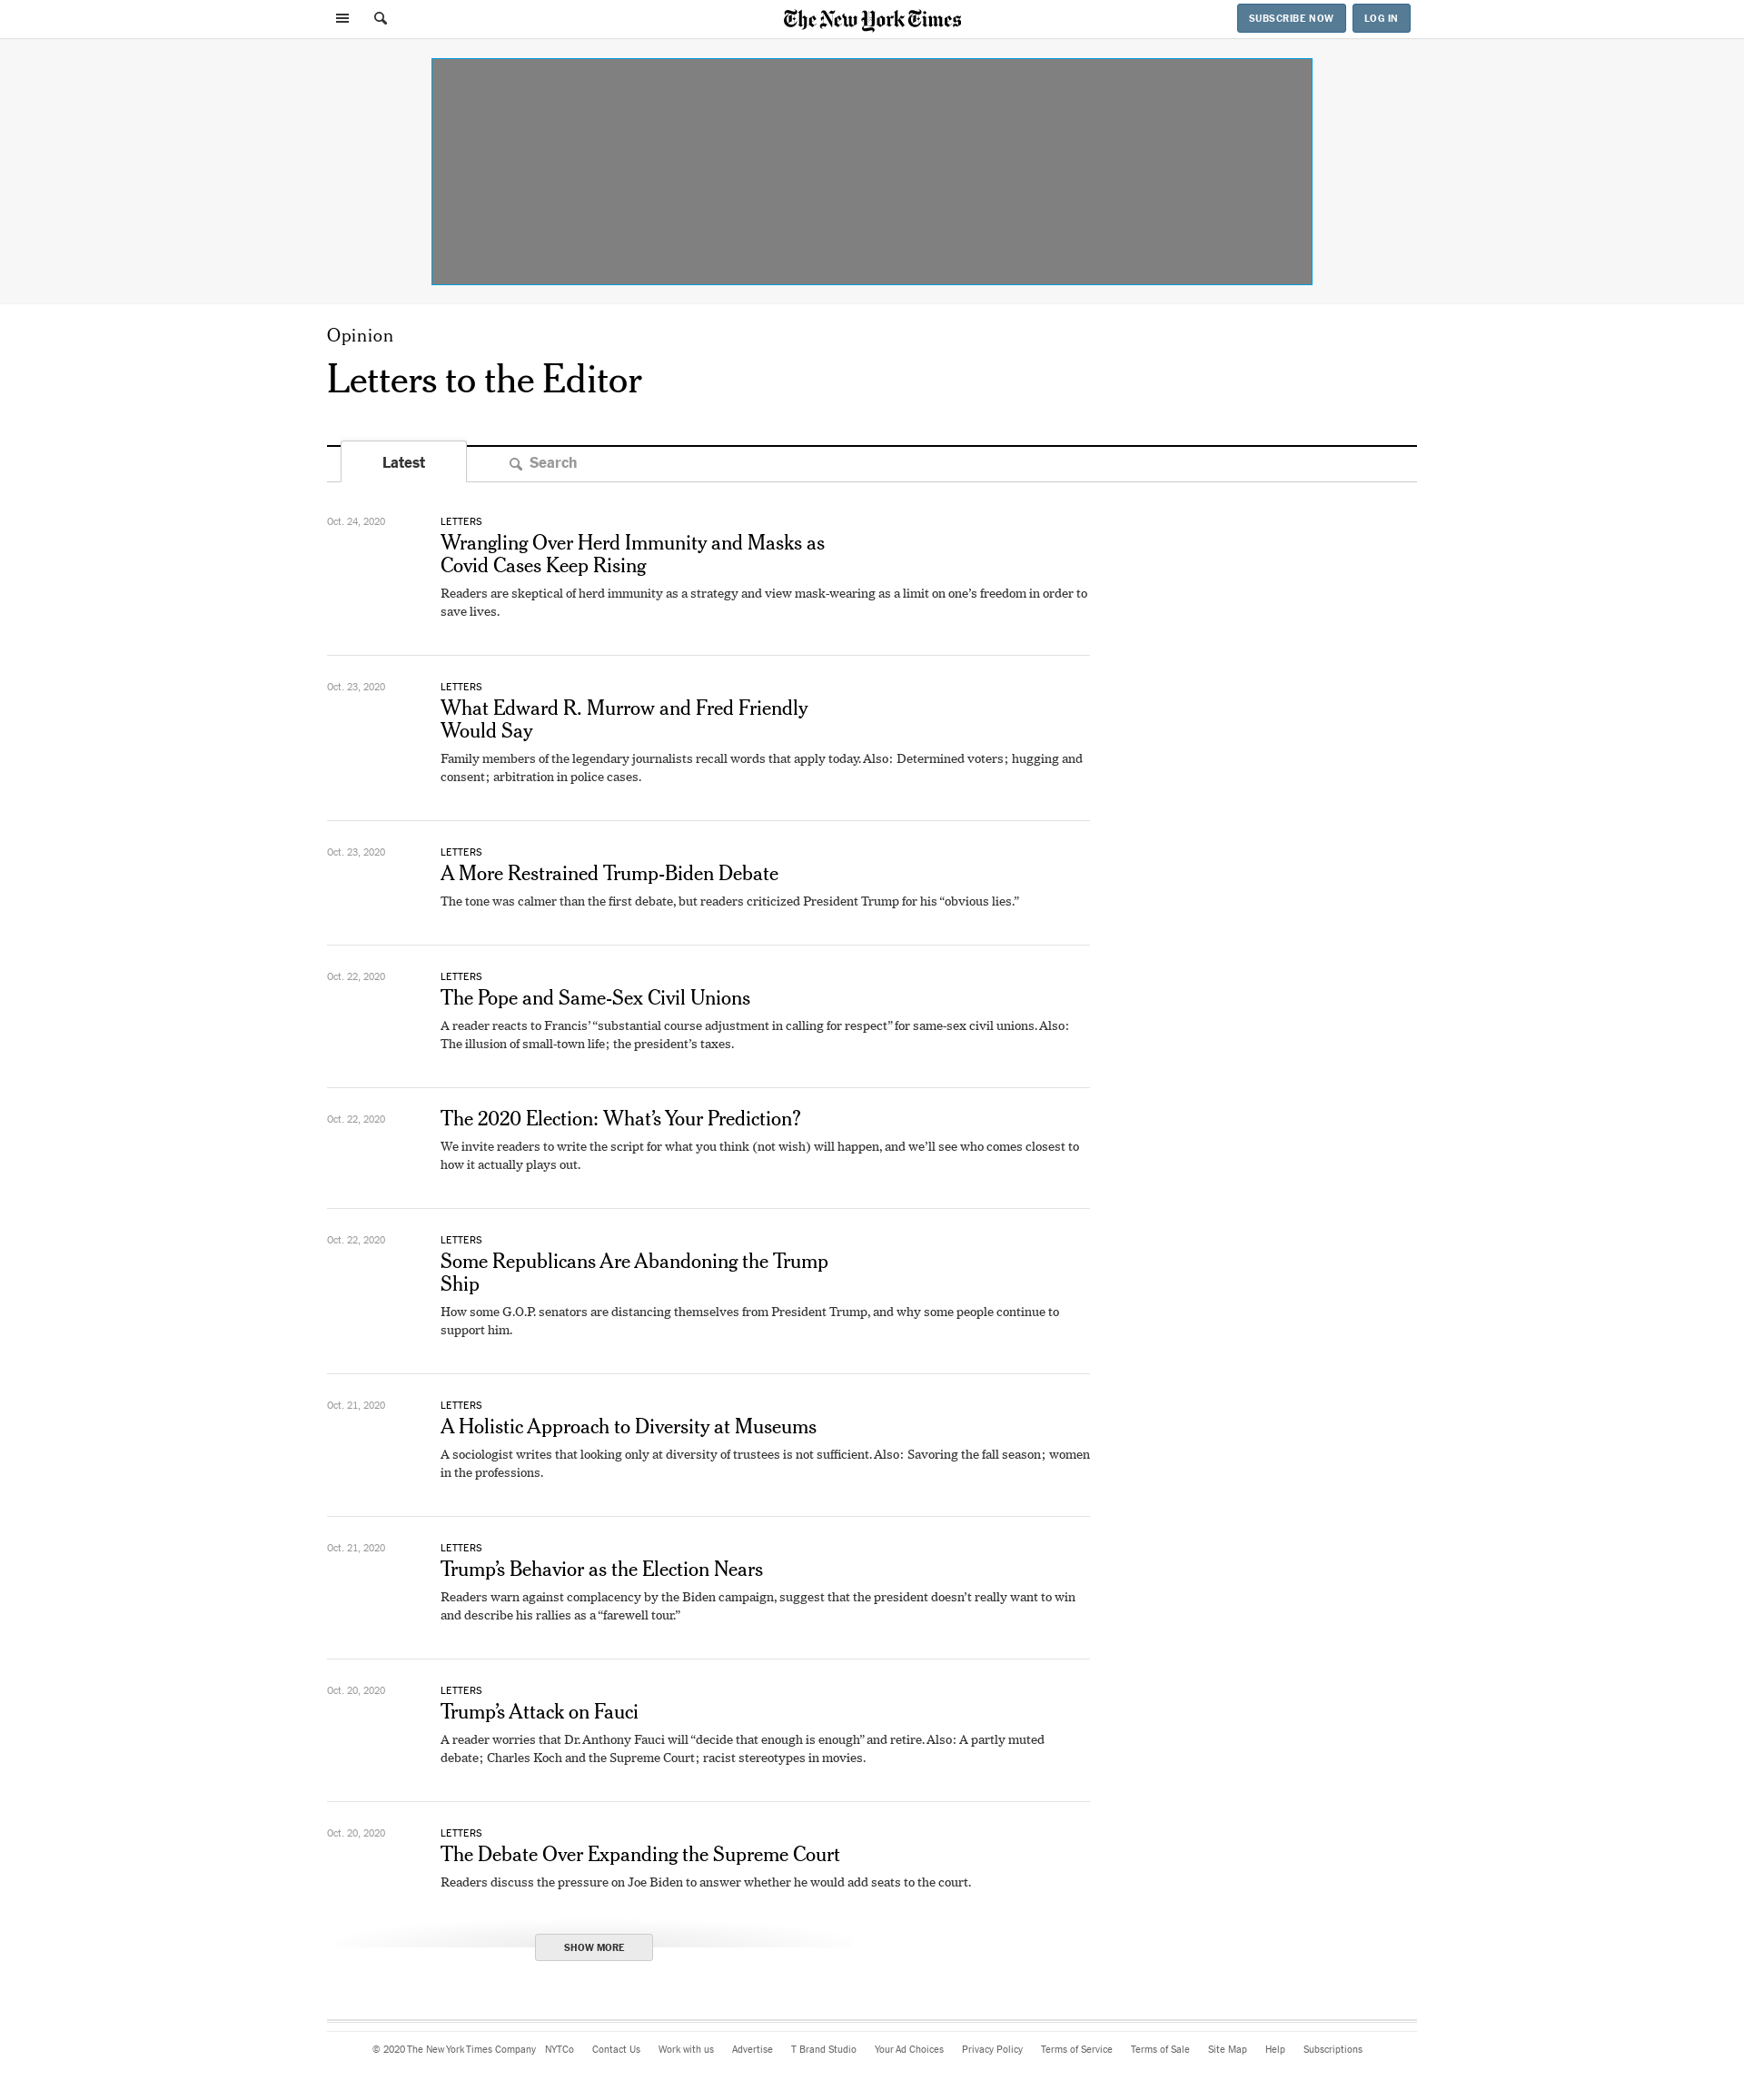 The New York Times
SUBSCRIBE NOW
LOG IN
Opinion
Letters to the Editor
Latest
Search
Oct. 24, 2020
LETTERS
Wrangling Over Herd Immunity and Masks as
Covid Cases Keep Rising
Readers are skeptical of herd immunity as a strategy and view mask-wearing as a limit on one’s freedom in order to
save lives.
Oct. 23, 2020
LETTERS
What Edward R. Murrow and Fred Friendly
Would Say
Family members of the legendary journalists recall words that apply today. Also: Determined voters; hugging and
consent; arbitration in police cases.
Oct. 23, 2020
LETTERS
A More Restrained Trump-Biden Debate
The tone was calmer than the first debate, but readers criticized President Trump for his “obvious lies.”
Oct. 22, 2020
LETTERS
The Pope and Same-Sex Civil Unions
A reader reacts to Francis’ “substantial course adjustment in calling for respect” for same-sex civil unions. Also:
The illusion of small-town life; the president’s taxes.
Oct. 22, 2020
The 2020 Election: What’s Your Prediction?
We invite readers to write the script for what you think (not wish) will happen, and we’ll see who comes closest to
how it actually plays out.
Oct. 22, 2020
LETTERS
Some Republicans Are Abandoning the Trump
Ship
How some G.O.P. senators are distancing themselves from President Trump, and why some people continue to
support him.
Oct. 21, 2020
LETTERS
A Holistic Approach to Diversity at Museums
A sociologist writes that looking only at diversity of trustees is not sufficient. Also: Savoring the fall season; women
in the professions.
Oct. 21, 2020
LETTERS
Trump’s Behavior as the Election Nears
Readers warn against complacency by the Biden campaign, suggest that the president doesn’t really want to win
and describe his rallies as a “farewell tour.”
Oct. 20, 2020
LETTERS
Trump’s Attack on Fauci
A reader worries that Dr. Anthony Fauci will “decide that enough is enough” and retire. Also: A partly muted
debate; Charles Koch and the Supreme Court; racist stereotypes in movies.
Oct. 20, 2020
LETTERS
The Debate Over Expanding the Supreme Court
Readers discuss the pressure on Joe Biden to answer whether he would add seats to the court.
SHOW MORE
© 2020 The New York Times Company NYTCo Contact Us Work with us Advertise T Brand Studio Your Ad Choices Privacy Policy Terms of Service Terms of Sale Site Map Help Subscriptions